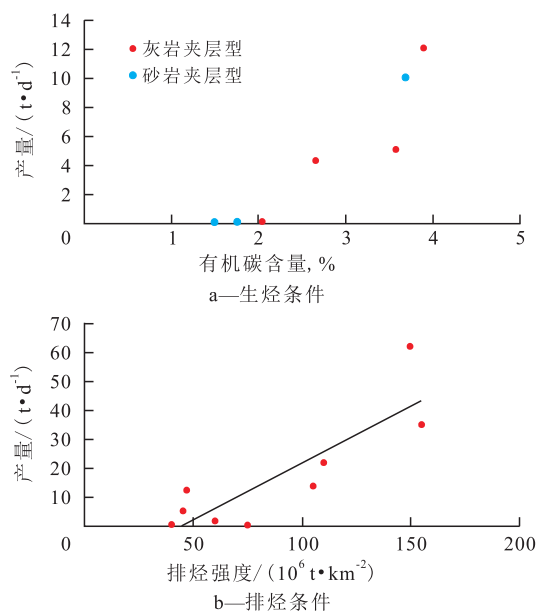 14
12
10
8
6
4
2
0
产量/(t•d⁻¹)
灰岩夹层型
砂岩夹层型
1 2 3 4 5
有机碳含量, %
a—生烃条件
70
60
50
40
30
20
10
0
产量/(t•d⁻¹)
50 100 150 200
排烃强度/(10⁶ t•km⁻²)
b—排烃条件